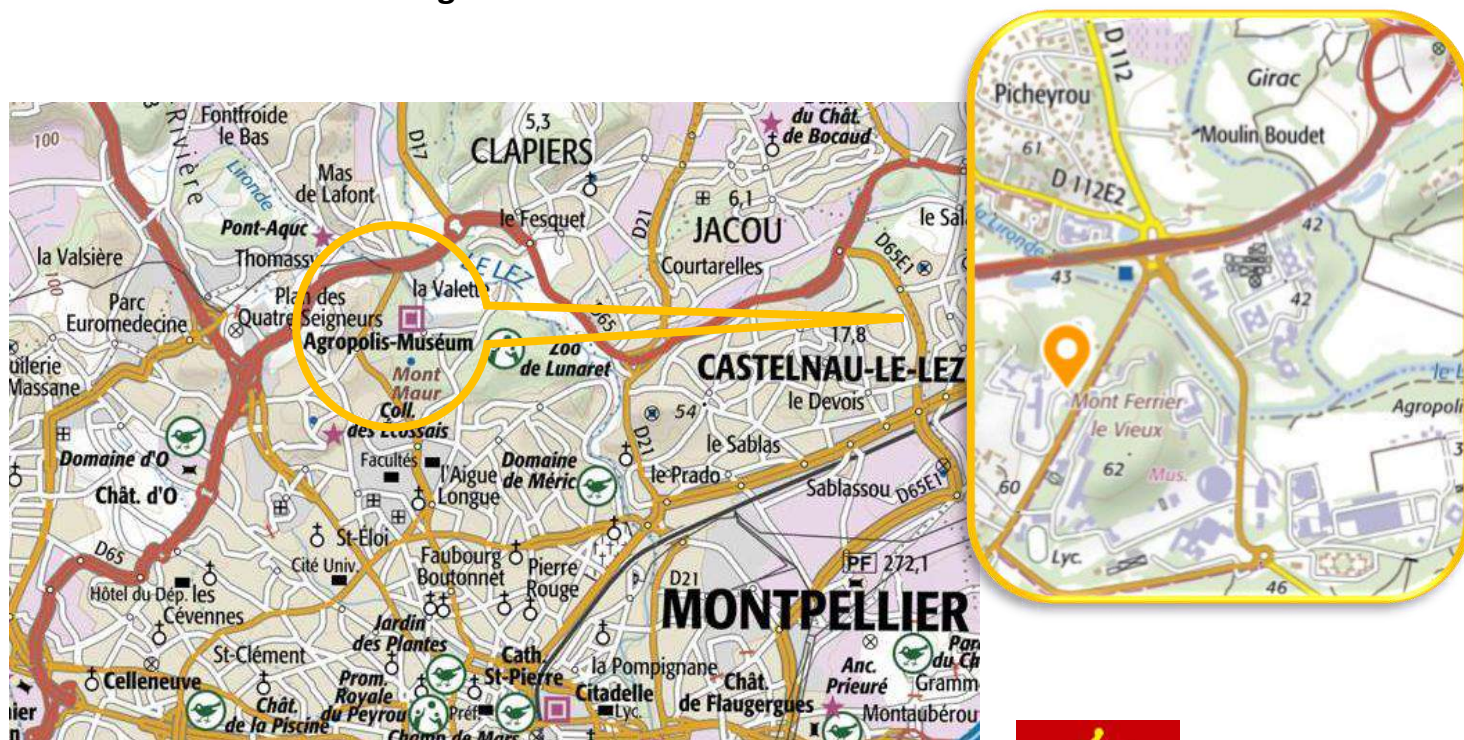 Fontfroide
le Bas
Rivière
100
Lironde
Mas
de Lafont
D17
5,3
CLAPIERS
du Chât.
de Bocaud
Pont-Aquc
le Fesquet
D21
6,1
JACOU
la Valsière
Thomassy
LE LEZ
Courtarelles
D65E1
100
Parc
Euromedecine
Plan des
Quatre Seigneurs
la Valette
D65
Agropolis-Muséum
17,8
Massane
Mont
Maur
Zoo
de Lunaret
CASTELNAU-LE-LEZ
Coll.
des Écossais
54
le Devois
D21
le Sablas
Domaine d'O
Facultés
l'Aigue
Longue
Domaine
de Méric
le Prado
Sablassou
D65E1
Chât. d'O
St-Éloi
D65
Cité Univ.
Faubourg
Boutonnet
Pierre
Rouge
D21
PF 272,1
Hôtel du Dép.
les
Cévennes
MONTPELLIER
Jardin
des Plantes
St-Clément
Cath.
St-Pierre
la Pompignane
Anc.
Prieuré
Celleneuve
Prom.
Royale
du Peyrou
Citadelle
Chât.
de Flaugergues
Chât.
de la Piscine
Préf.
Lyc.
Montaubérou
Champ de Mars
D 112
Picheyrou
Girac
61
Moulin Boudet
D 112E2
42
la Lironde
43
42
Mont Ferrier
le Vieux
62
Mus.
60
Lyc.
46